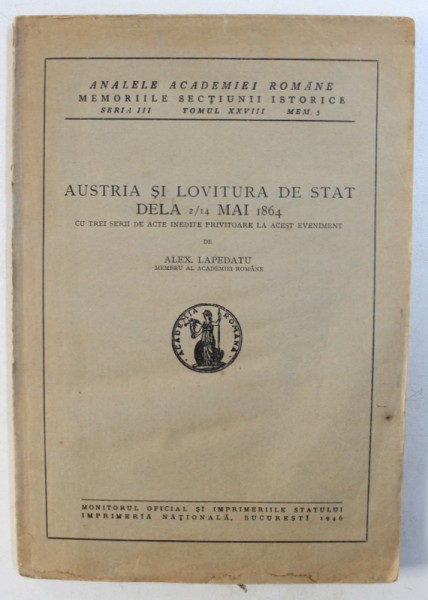 ANALELE ACADEMIEI ROMÂNE
MEMORIILE SECȚIUNII ISTORICE
SERIA III TOMUL XXVIII MEM. 5
AUSTRIA ȘI LOVITURA DE STAT
DELA 2/14 MAI 1864
CU TREI SERII DE ACTE INEDITE PRIVITOARE LA ACEST EVENIMENT
DE
ALEX. LAPEDATU
MEMBRU AL ACADEMIEI ROMÂNE
ACADEMIA ROMANA
MONITORUL OFICIAL ȘI IMPRIMERIILE STATULUI
IMPRIMERIA NAȚIONALĂ, BUCUREȘTI